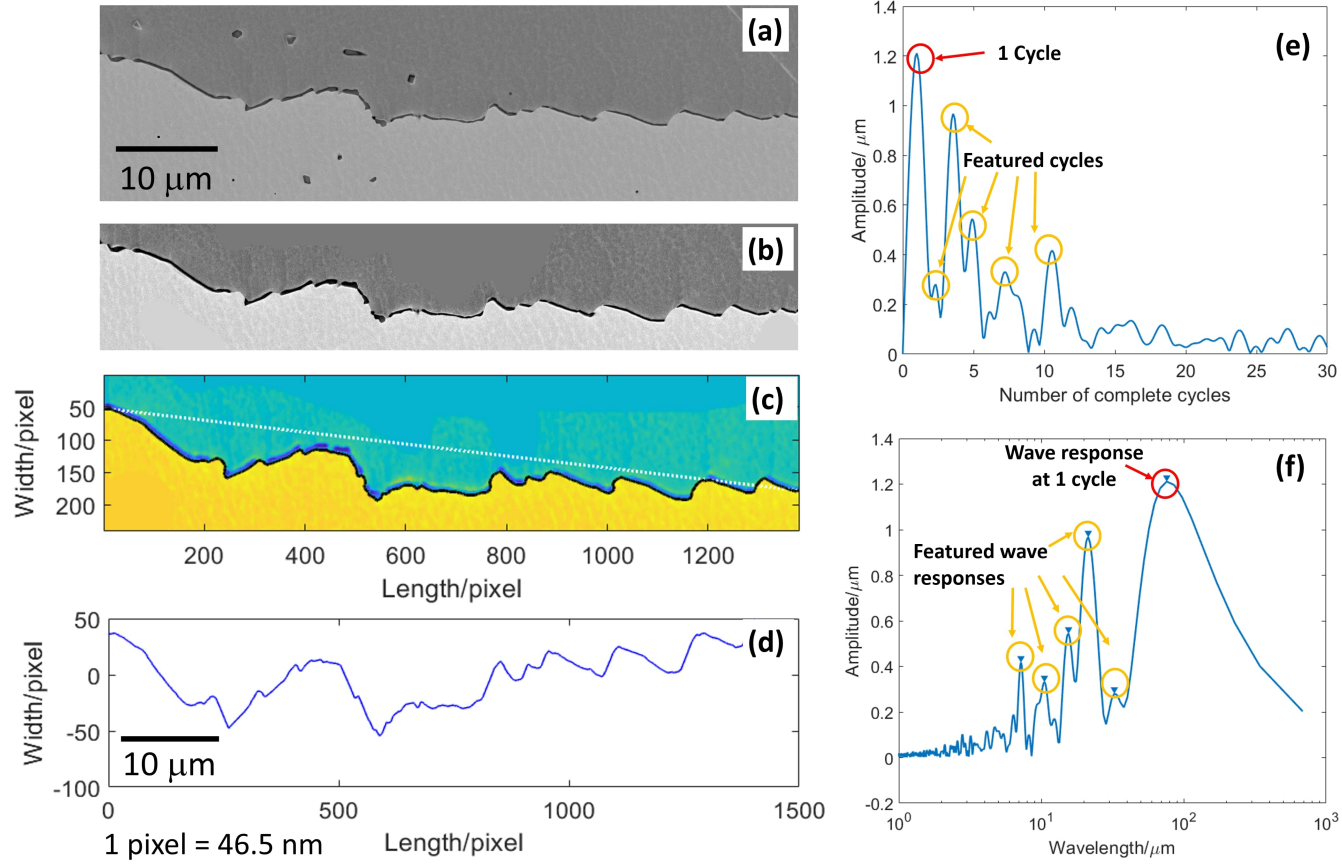 (a)
10 μm
(b)
(c)
Width/pixel
50
100
150
200
200
400
600
800
1000
1200
Length/pixel
(d)
Width/pixel
50
0
-50
-100
10 μm
0
500
1000
1500
Length/pixel
1 pixel = 46.5 nm
(e)
1 Cycle
Featured cycles
Amplitude/ μm
1.4
1.2
1
0.8
0.6
0.4
0.2
0
0
5
10
15
20
25
30
Number of complete cycles
(f)
Wave response
at 1 cycle
Featured wave
responses
Amplitude/μm
1.4
1.2
1
0.8
0.6
0.4
0.2
0
-0.2
10⁰
10¹
10²
10³
Wavelength/μm